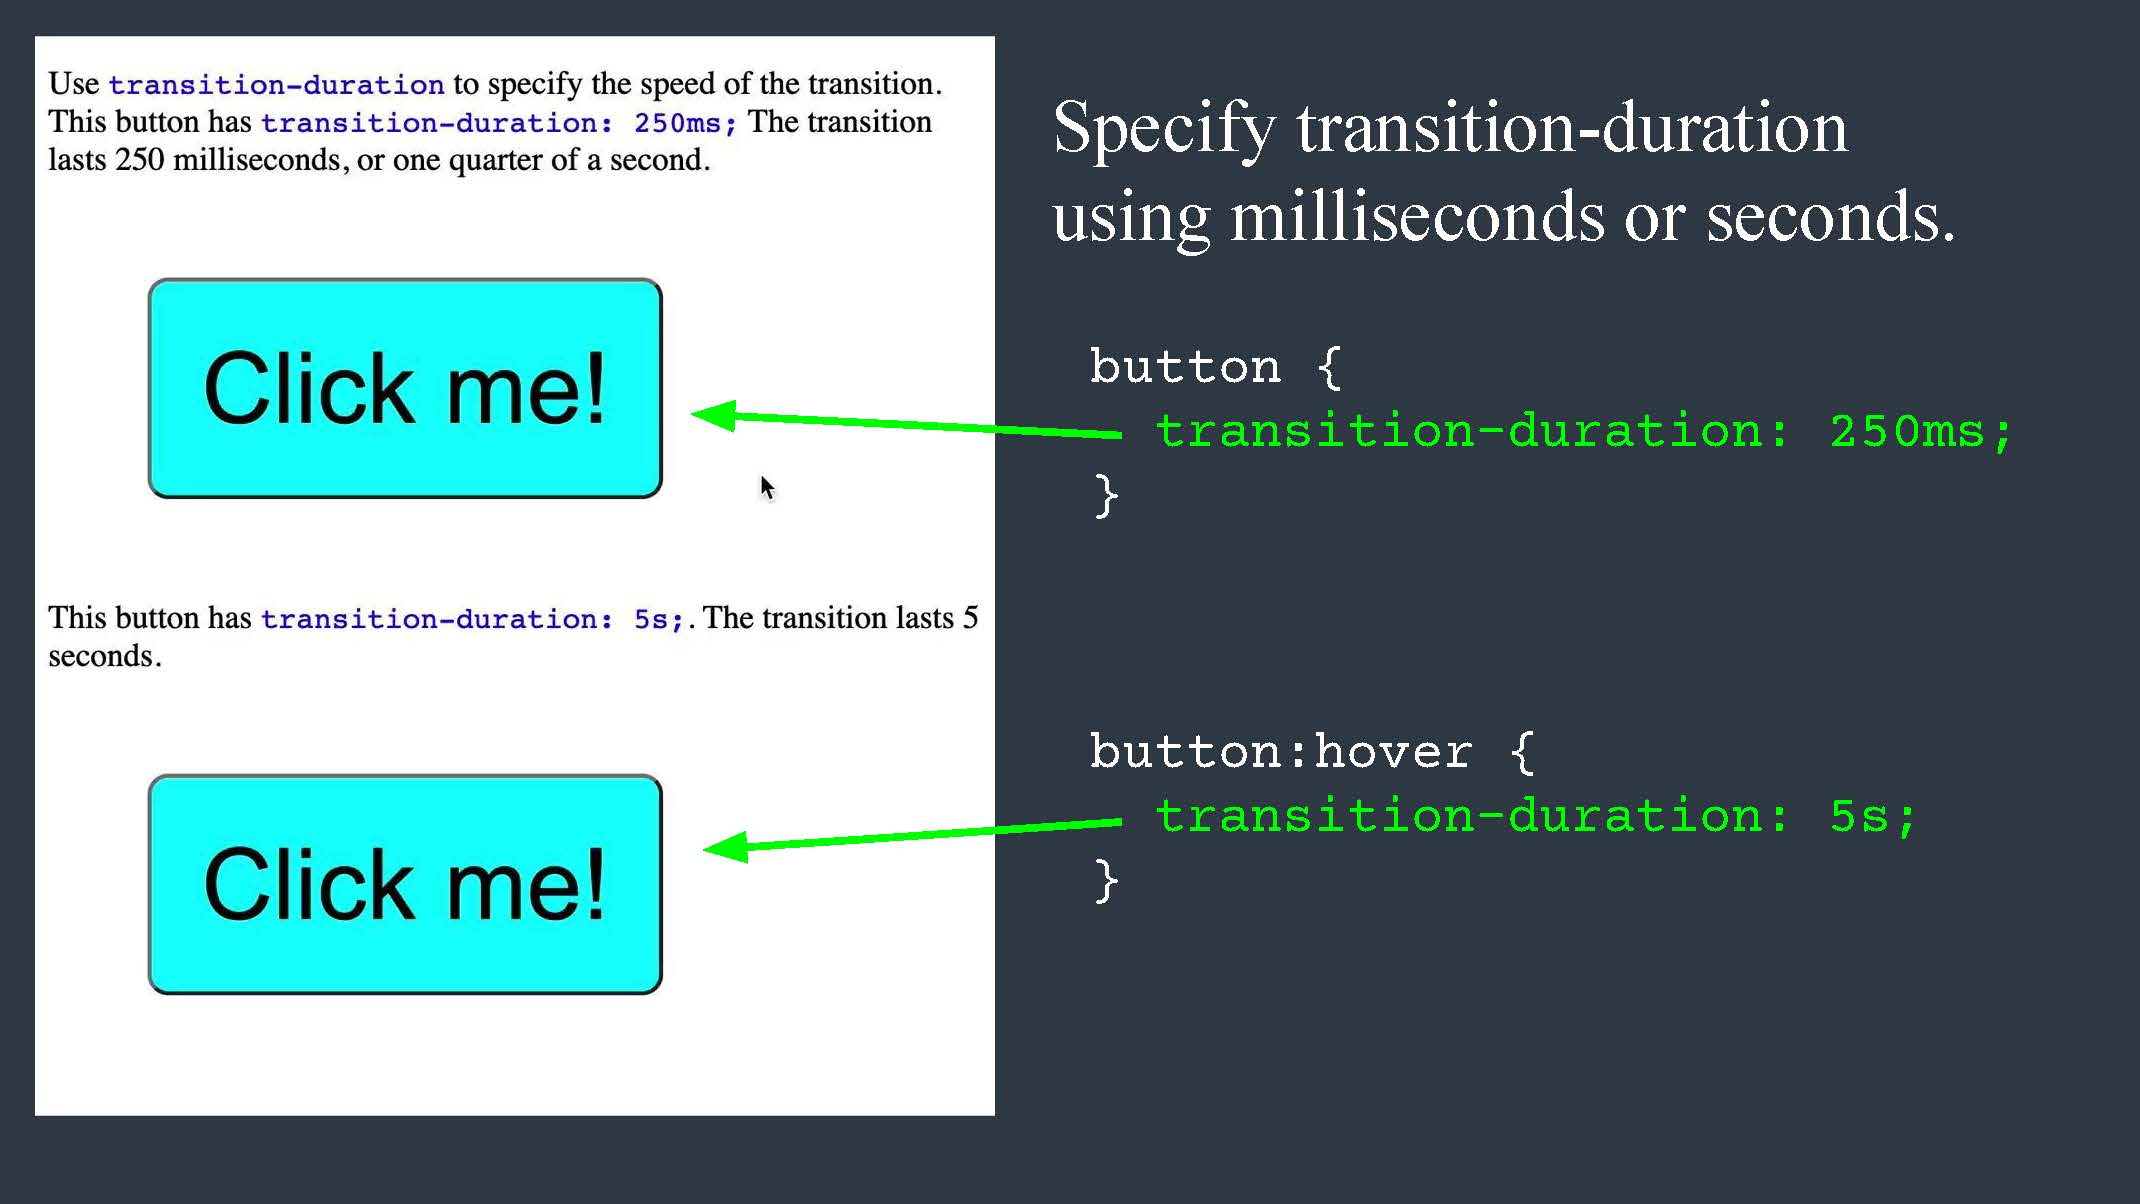 Use transition-duration to specify the speed of the transition.
This button has transition-duration: 250ms; The transition
lasts 250 milliseconds, or one quarter of a second.
Click me!
This button has transition-duration: 5s;. The transition lasts 5
seconds.
Click me!
Specify transition-duration
using milliseconds or seconds.
button {
  transition-duration: 250ms;
}
button:hover {
  transition-duration: 5s;
}